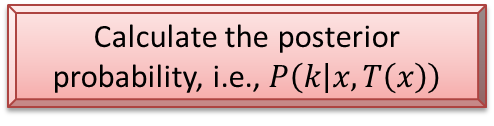 Calculate the posterior
probability, i.e., P(k|x, T(x))